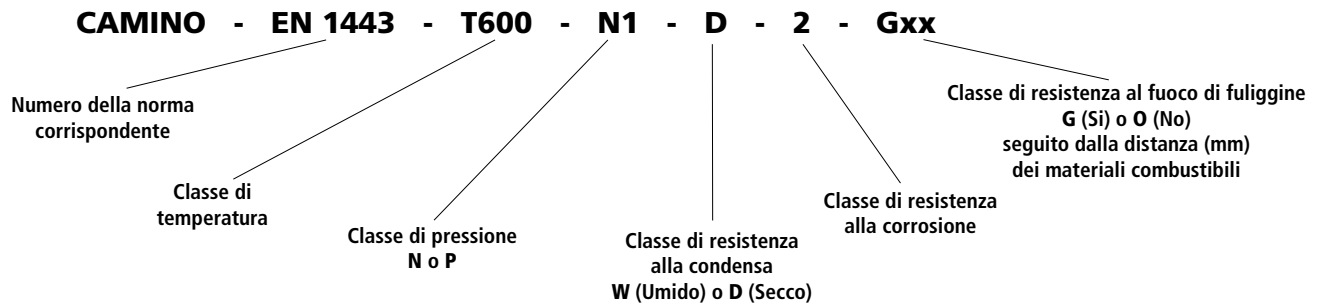 CAMINO - EN 1443 - T600 - N1 - D - 2 - Gxx
Numero della norma
corrispondente
Classe di
temperatura
Classe di pressione
N o P
Classe di resistenza
alla condensa
W (Umido) o D (Secco)
Classe di resistenza
alla corrosione
Classe di resistenza al fuoco di fuliggine
G (Si) o O (No)
seguito dalla distanza (mm)
dei materiali combustibili